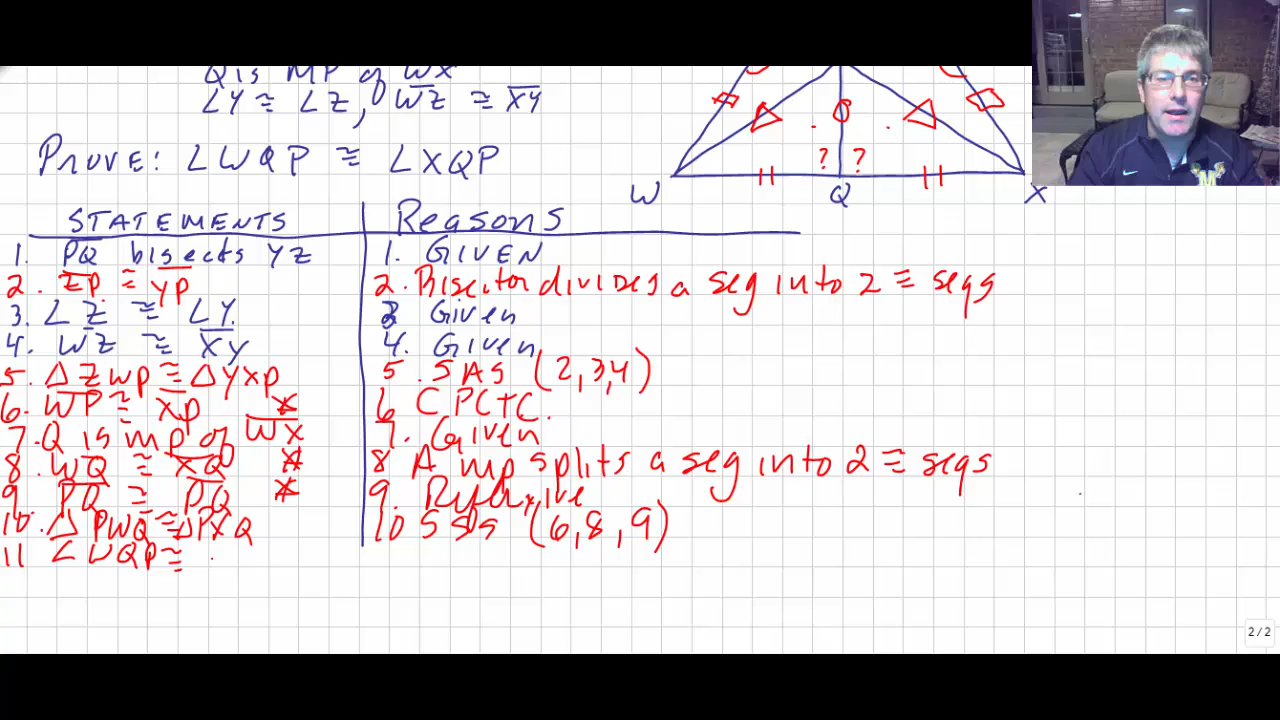 Q is MP of WX
∠Y ≅ ∠Z, WZ ≅ XY
PROVE: ∠WQP ≅ ∠XQP
? ?
W Q X
STATEMENTS Reasons
1. PQ bisects YZ 1. GIVEN
2. ZP ≅ YP 2. Bisector divides a seg into 2 ≅ segs
3. ∠Z ≅ ∠Y. 3 Given
4. WZ ≅ XY 4. Given
5. △ZWP ≅ △YXP 5. SAS (2,3,4)
6. WP ≅ XP * 6 CPCTC.
7. Q is mp of WX 7. Given
8. WQ ≅ XQ * 8 A mp splits a seg into 2 ≅ segs
9 PQ ≅ PQ * 9. Reflexive
10. △PWQ ≅ △PXQ 10 SSS (6,8,9)
11 ∠WQP ≅
M
2/2